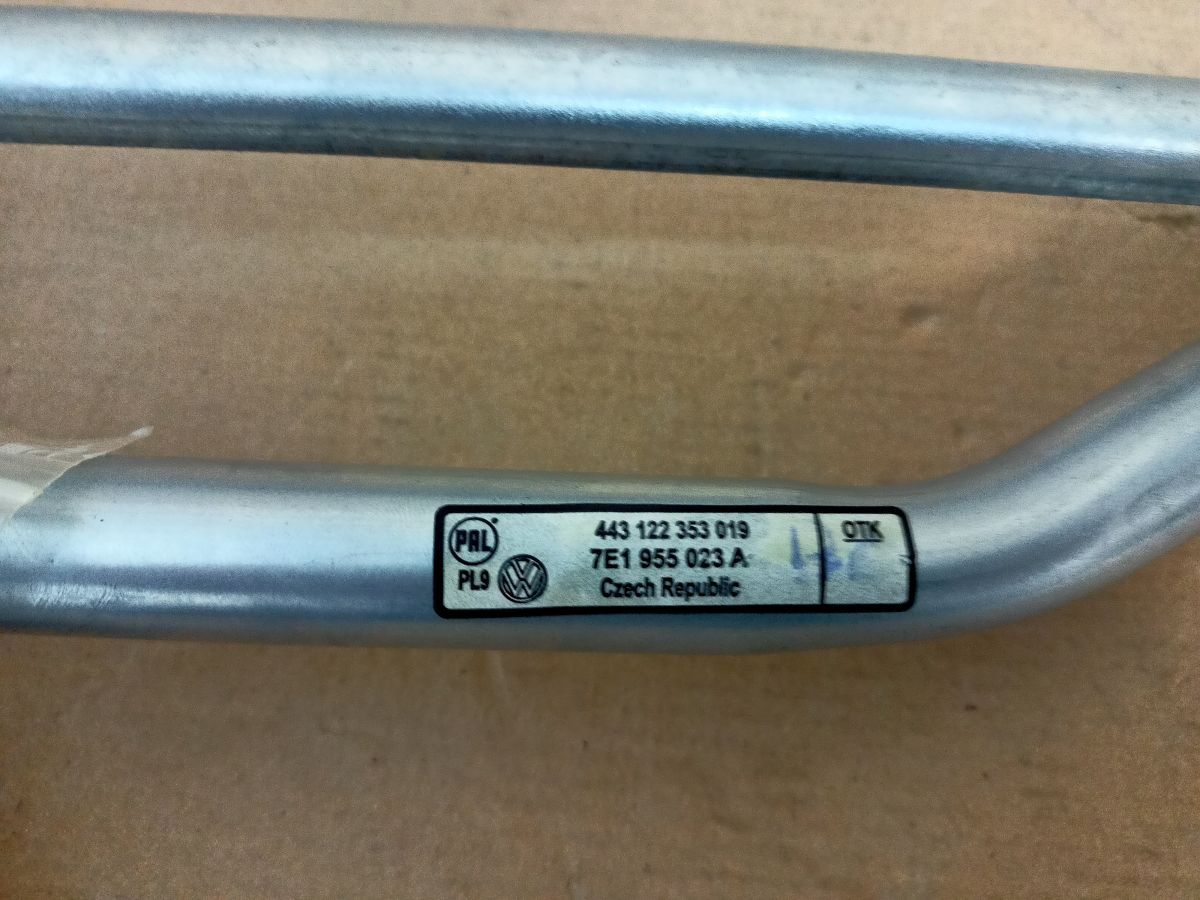 PAL
PL9
443 122 353 019
7E1 955 023 A
Czech Republic
OTK